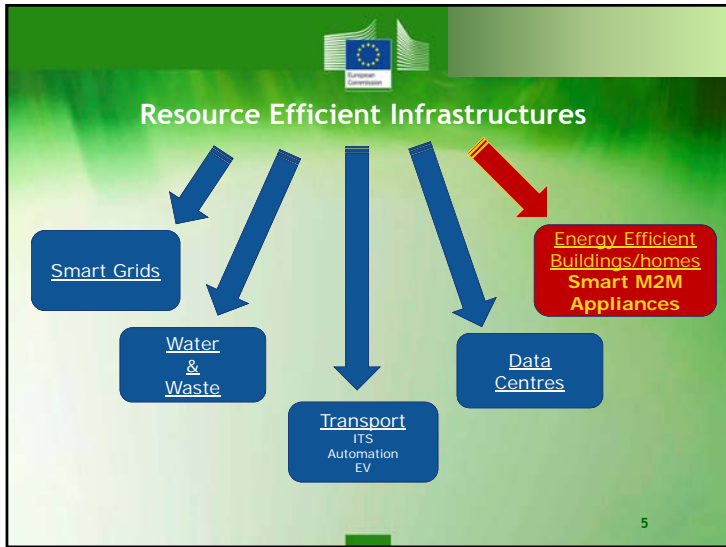 European
Commission
Resource Efficient Infrastructures
Smart Grids
Water
&
Waste
Transport
ITS
Automation
EV
Data
Centres
Energy Efficient
Buildings/homes
Smart M2M
Appliances
5